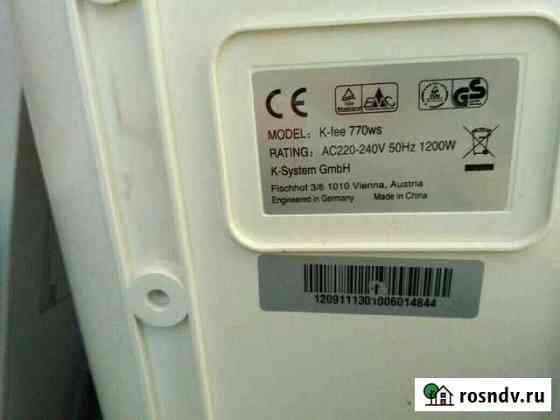 CE
MODEL: K-fee 770ws
RATING: AC220-240V 50Hz 1200W
K-System GmbH
Fischhof 3/6 1010 Vienna, Austria
Engineered in Germany Made in China
GS
1209111301006014844
rosndv.ru